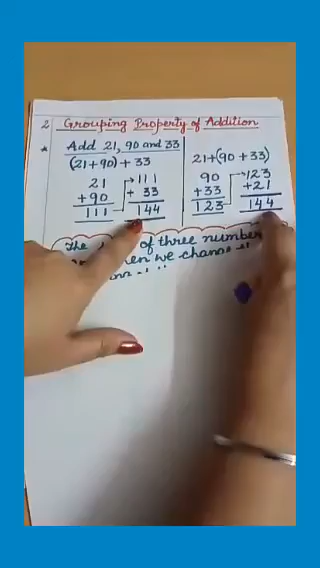 2 Grouping Property of Addition
* Add 21, 90 and 33
(21+90) + 33
21
+90
111
111
+ 33
144
21+(90 + 33)
90
+33
123
123
+21
144
The of three number
when we change